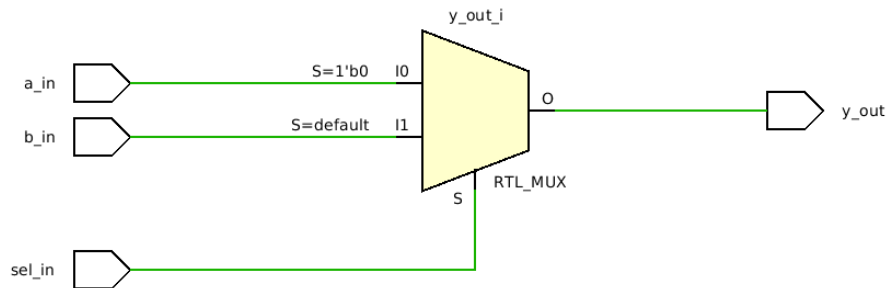 y_out_i
a_in
S=1'b0 I0
b_in
S=default I1
O
y_out
S
RTL_MUX
sel_in